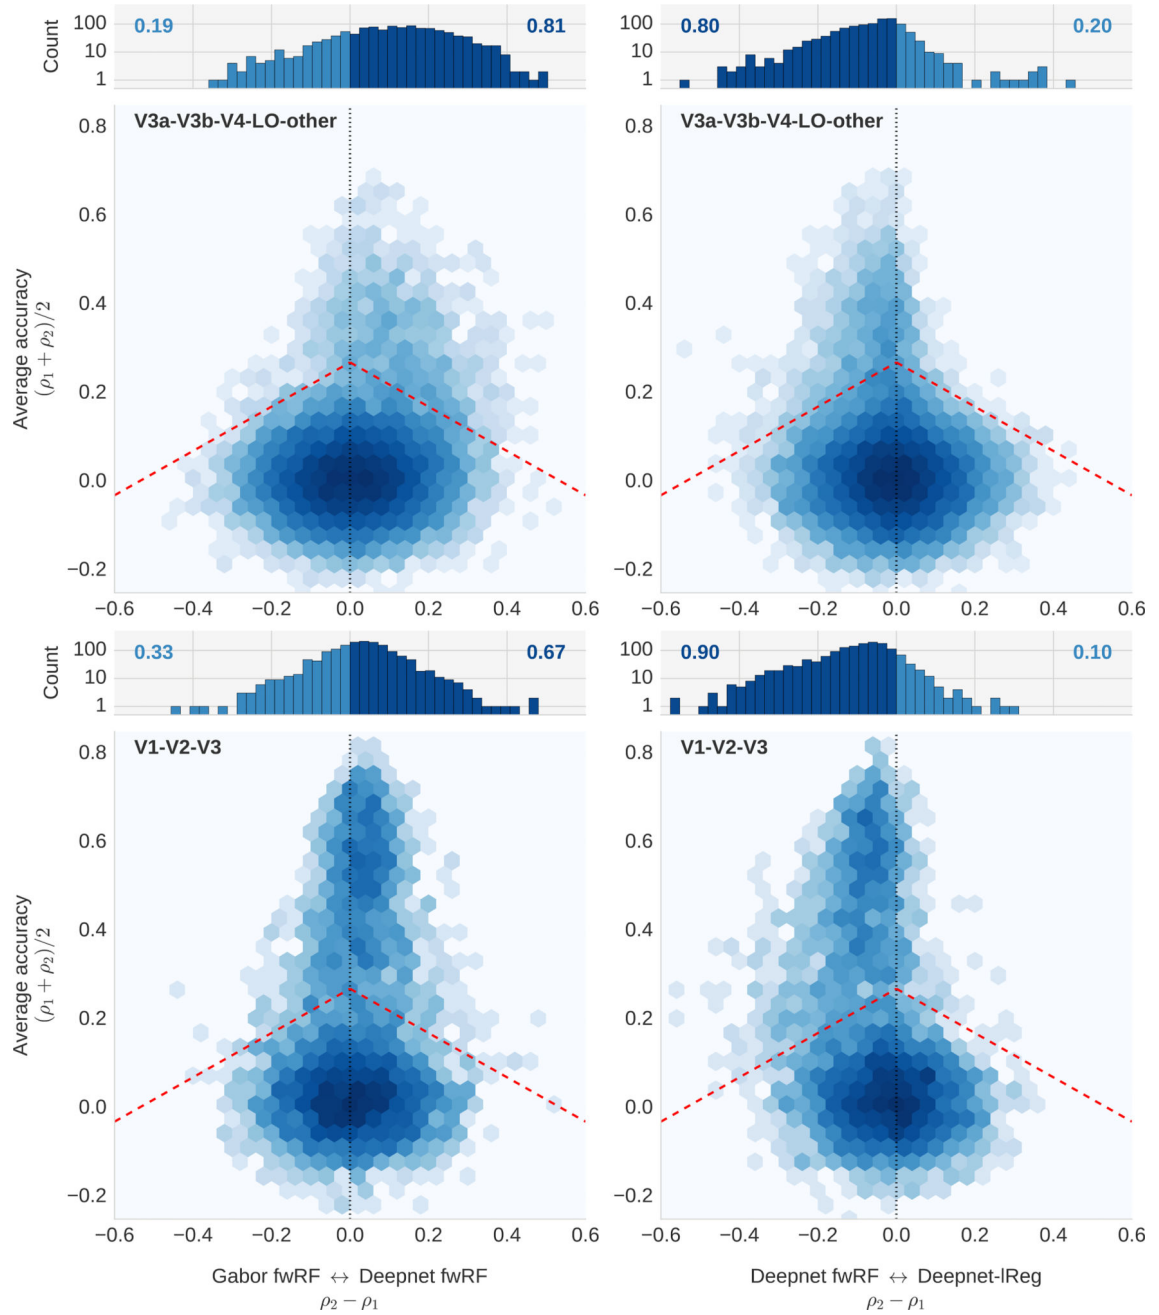 Count
100
10
1
0.19
0.81
100
10
1
0.80
0.20
Average accuracy
(ρ₁ + ρ₂)/2
0.8
0.6
0.4
0.2
0.0
−0.2
V3a-V3b-V4-LO-other
−0.6 −0.4 −0.2 0.0 0.2 0.4 0.6
0.8
0.6
0.4
0.2
0.0
−0.2
V3a-V3b-V4-LO-other
−0.6 −0.4 −0.2 0.0 0.2 0.4 0.6
Count
100
10
1
0.33
0.67
100
10
1
0.90
0.10
Average accuracy
(ρ₁ + ρ₂)/2
0.8
0.6
0.4
0.2
0.0
−0.2
V1-V2-V3
−0.6 −0.4 −0.2 0.0 0.2 0.4 0.6
Gabor fwRF ↔ Deepnet fwRF
ρ₂ − ρ₁
0.8
0.6
0.4
0.2
0.0
−0.2
V1-V2-V3
−0.6 −0.4 −0.2 0.0 0.2 0.4 0.6
Deepnet fwRF ↔ Deepnet-lReg
ρ₂ − ρ₁